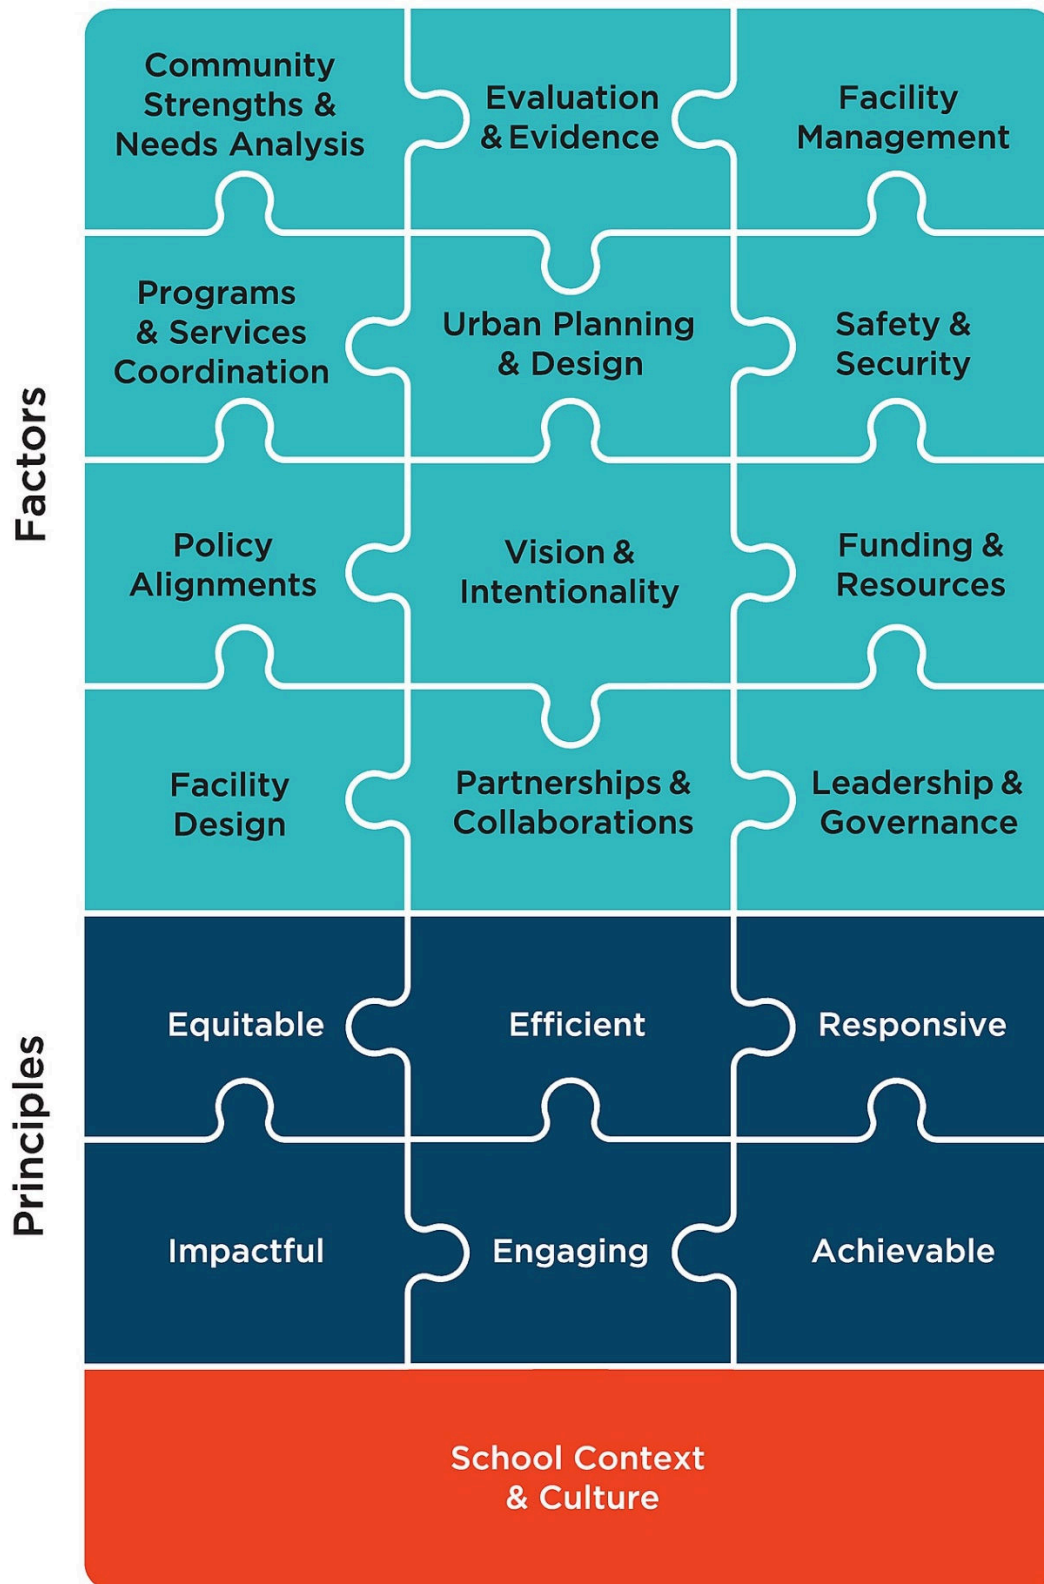 Factors
Community
Strengths &
Needs Analysis
Evaluation
& Evidence
Facility
Management
Programs
& Services
Coordination
Urban Planning
& Design
Safety &
Security
Policy
Alignments
Vision &
Intentionality
Funding &
Resources
Facility
Design
Partnerships &
Collaborations
Leadership &
Governance
Principles
Equitable
Efficient
Responsive
Impactful
Engaging
Achievable
School Context
& Culture